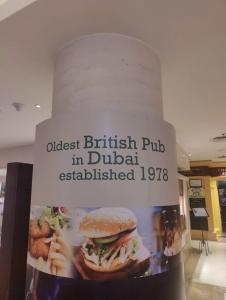 Oldest British Pub
in Dubai
established 1978